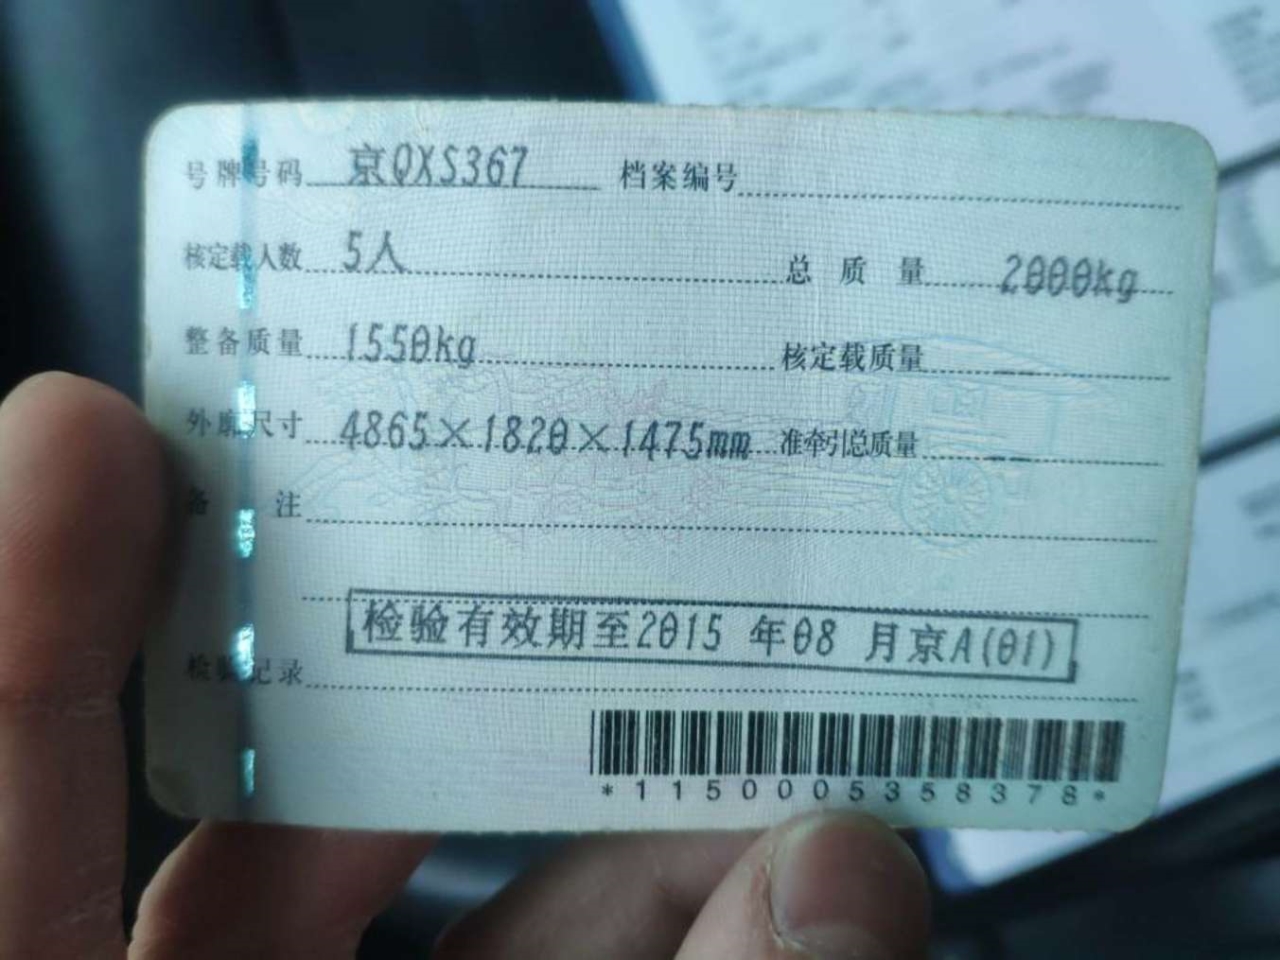 号牌号码 京QXS367 档案编号
核定载人数 5人 总质量 2000kg
整备质量 1550kg 核定载质量 --
外廓尺寸 4865×1820×1475mm 准牵引总质量 --
备注
检验有效期至2015 年08 月京A(01)
检验记录
*1150005358378*